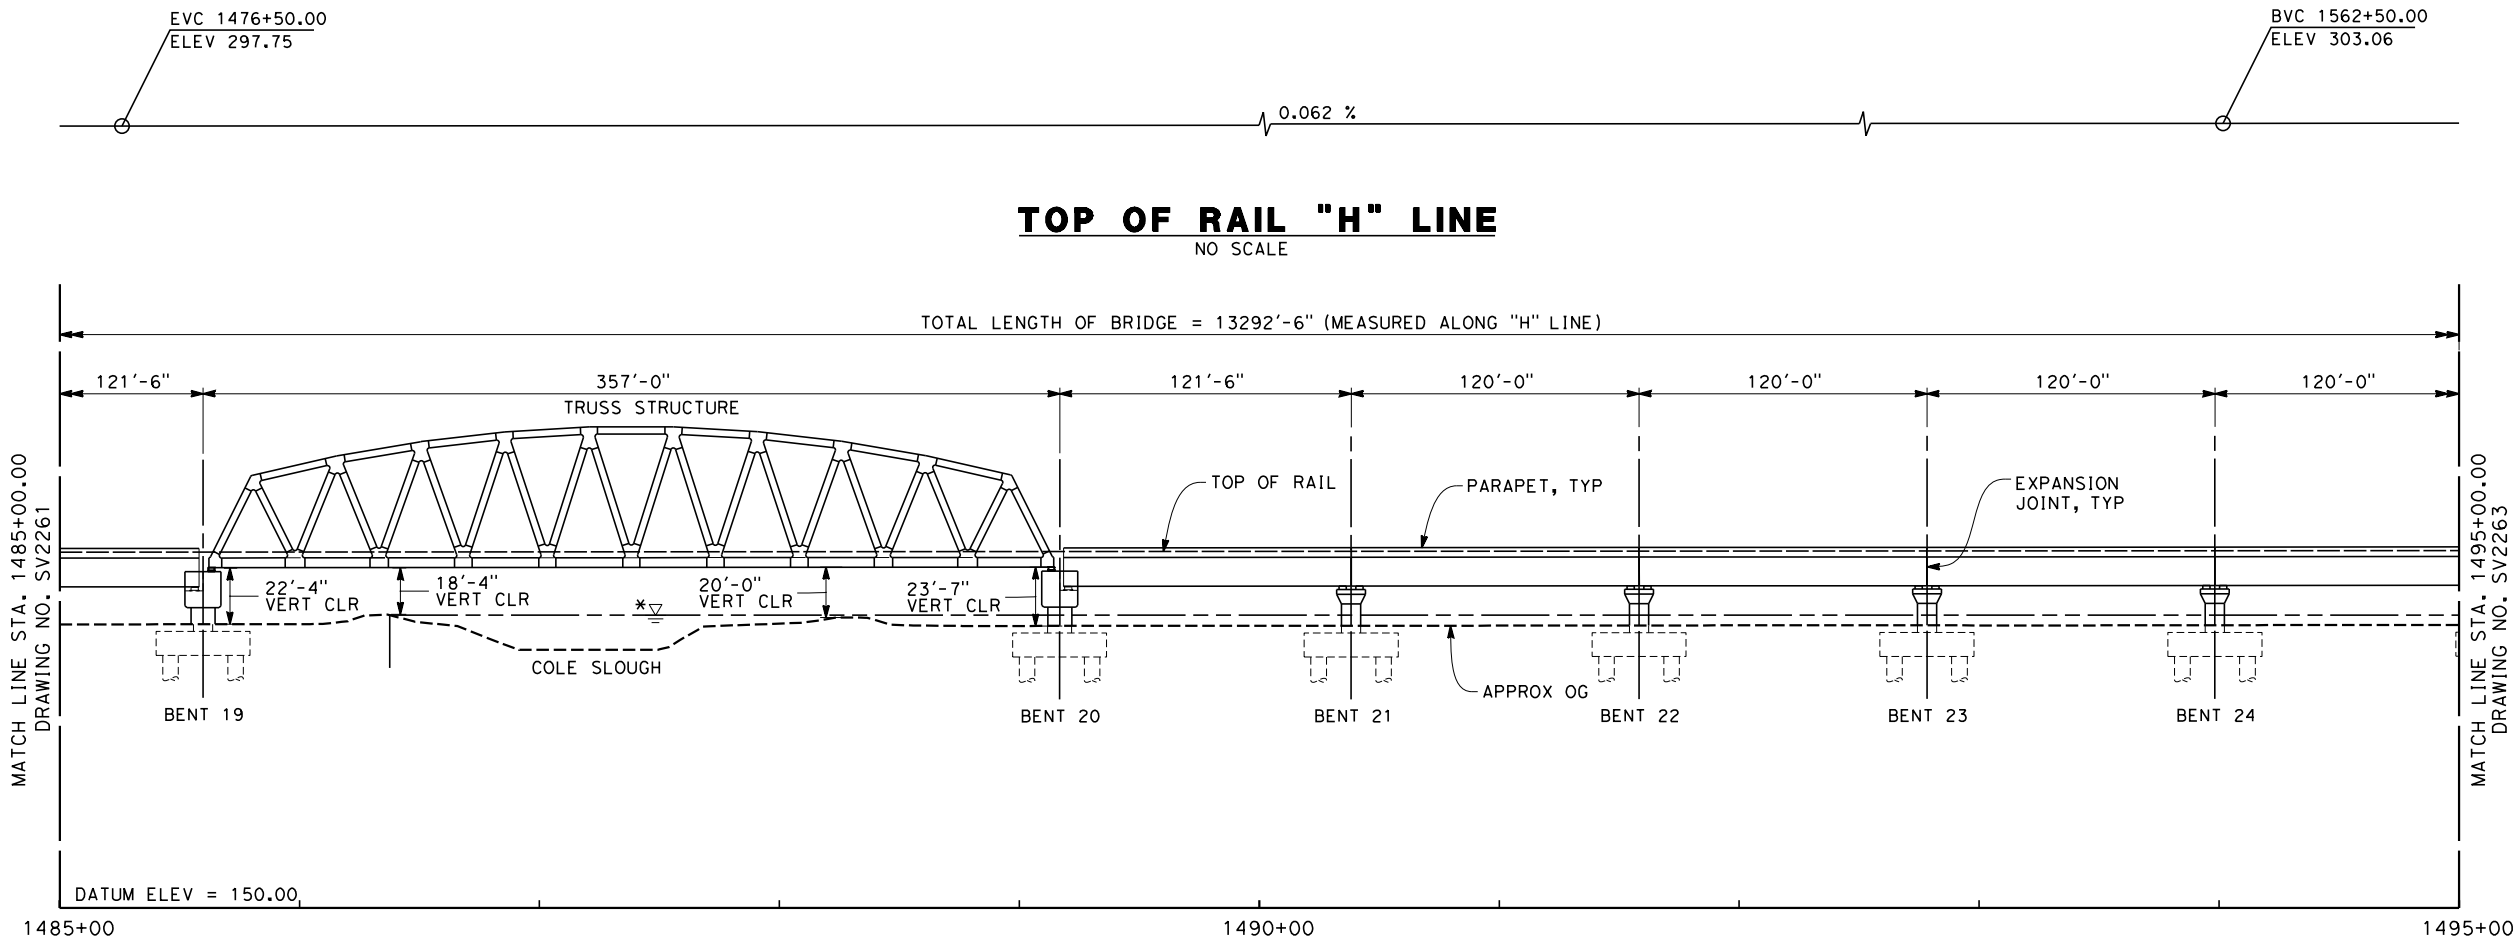 EVC 1476+50.00
ELEV 297.75
BVC 1562+50.00
ELEV 303.06
0.062 %
TOP OF RAIL "H" LINE
NO SCALE
TOTAL LENGTH OF BRIDGE = 13292'-6" (MEASURED ALONG "H" LINE)
121'-6"
357'-0"
121'-6"
120'-0"
120'-0"
120'-0"
120'-0"
TRUSS STRUCTURE
TOP OF RAIL
PARAPET, TYP
EXPANSION
JOINT, TYP
MATCH LINE STA. 1485+00.00
DRAWING NO. SV2261
22'-4"
VERT CLR
18'-4"
VERT CLR
*
20'-0"
VERT CLR
23'-7"
VERT CLR
MATCH LINE STA. 1495+00.00
DRAWING NO. SV2263
COLE SLOUGH
APPROX OG
BENT 19
BENT 20
BENT 21
BENT 22
BENT 23
BENT 24
DATUM ELEV = 150.00
1485+00
1490+00
1495+00